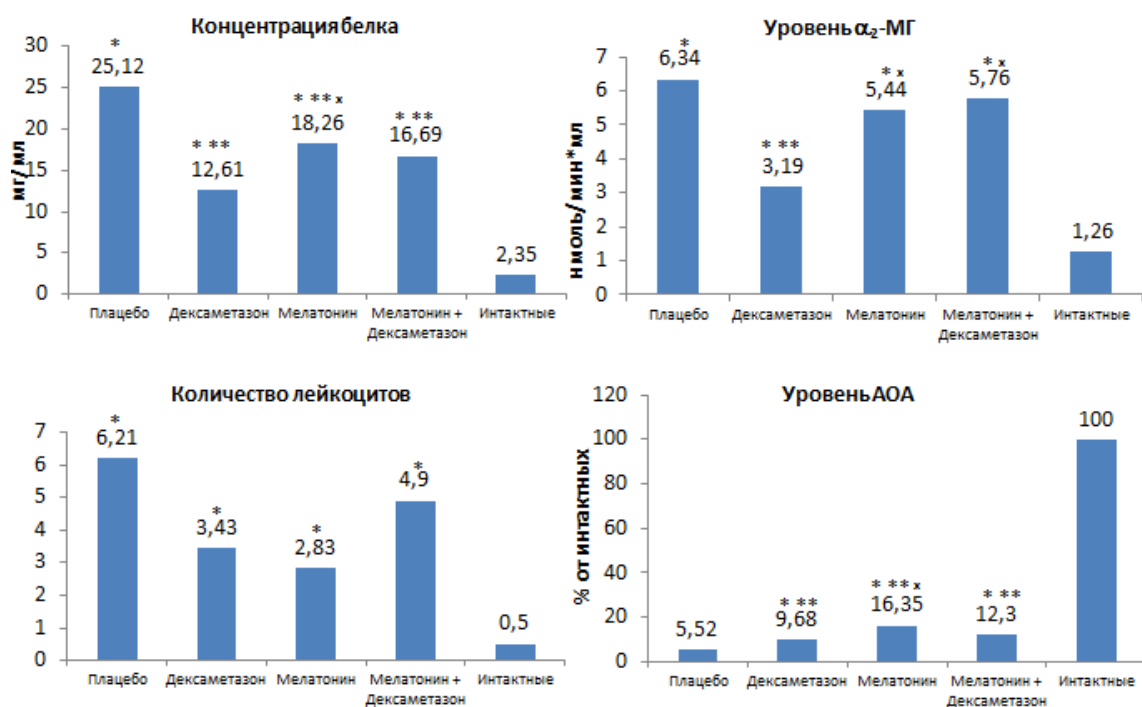 Концентрация белка
30
25
20
15
10
5
0
мг/мл
*
25,12
* **
12,61
* ** x
18,26
* **
16,69
2,35
Плацебо
Дексаметазон
Мелатонин
Мелатонин +
Дексаметазон
Интактные
Уровень α₂-МГ
7
6
5
4
3
2
1
0
нмоль/мин*мл
*
6,34
* **
3,19
* x
5,44
* x
5,76
1,26
Плацебо
Дексаметазон
Мелатонин
Мелатонин +
Дексаметазон
Интактные
Количество лейкоцитов
7
6
5
4
3
2
1
0
*
6,21
*
3,43
*
2,83
*
4,9
0,5
Плацебо
Дексаметазон
Мелатонин
Мелатонин +
Дексаметазон
Интактные
Уровень АОА
120
100
80
60
40
20
0
% от интактных
5,52
* **
9,68
* ** x
16,35
* **
12,3
100
Плацебо
Дексаметазон
Мелатонин
Мелатонин +
Дексаметазон
Интактные